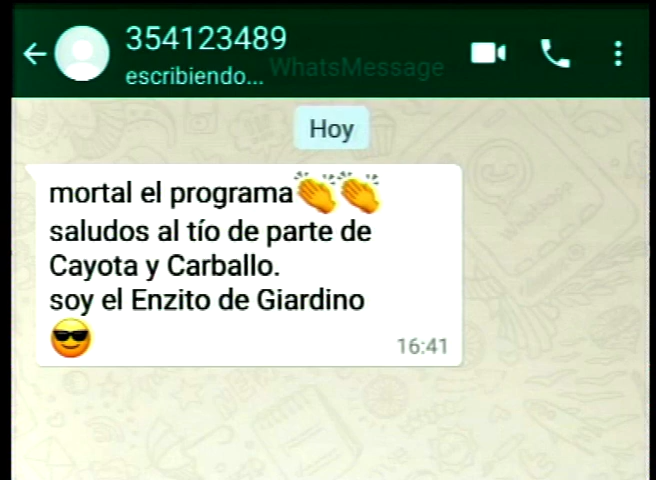 354123489
escribiendo...
WhatsMessage
Hoy
mortal el programa👏👏
saludos al tío de parte de
Cayota y Carballo.
soy el Enzito de Giardino
😎
16:41